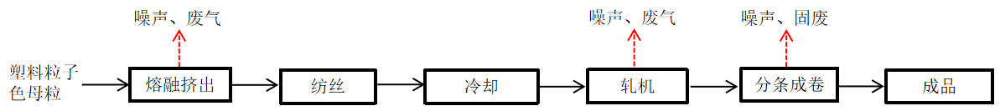 噪声、废气
噪声、废气
噪声、固废
塑料粒子
色母粒
熔融挤出
纺丝
冷却
轧机
分条成卷
成品